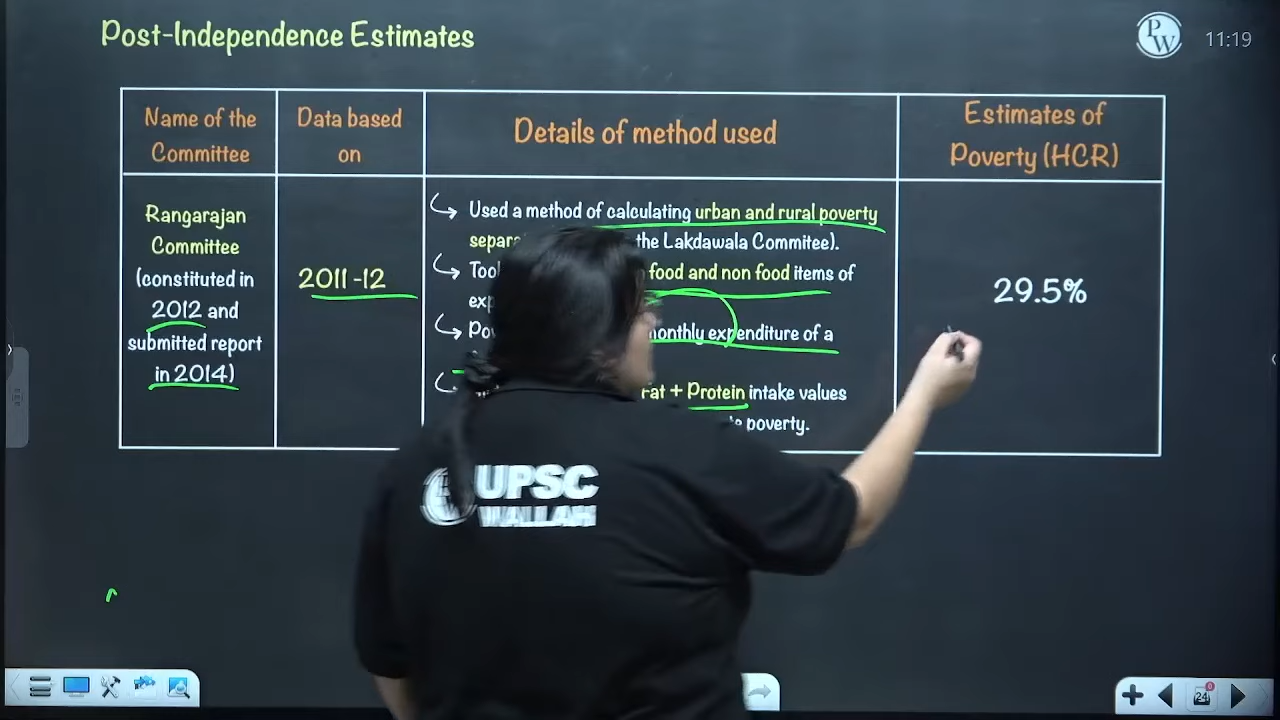 Post-Independence Estimates
PW
11:19
Name of the
Committee
Data based
on
Details of method used
Estimates of
Poverty (HCR)
Rangarajan
Committee
(constituted in
2012 and
submitted report
in 2014)
2011-12
Used a method of calculating urban and rural poverty
the Lakdawala Commitee).
food and non food items of
expenditure of a
Fat + Protein intake values
poverty.
29.5%
UPSC
WALLAH
24